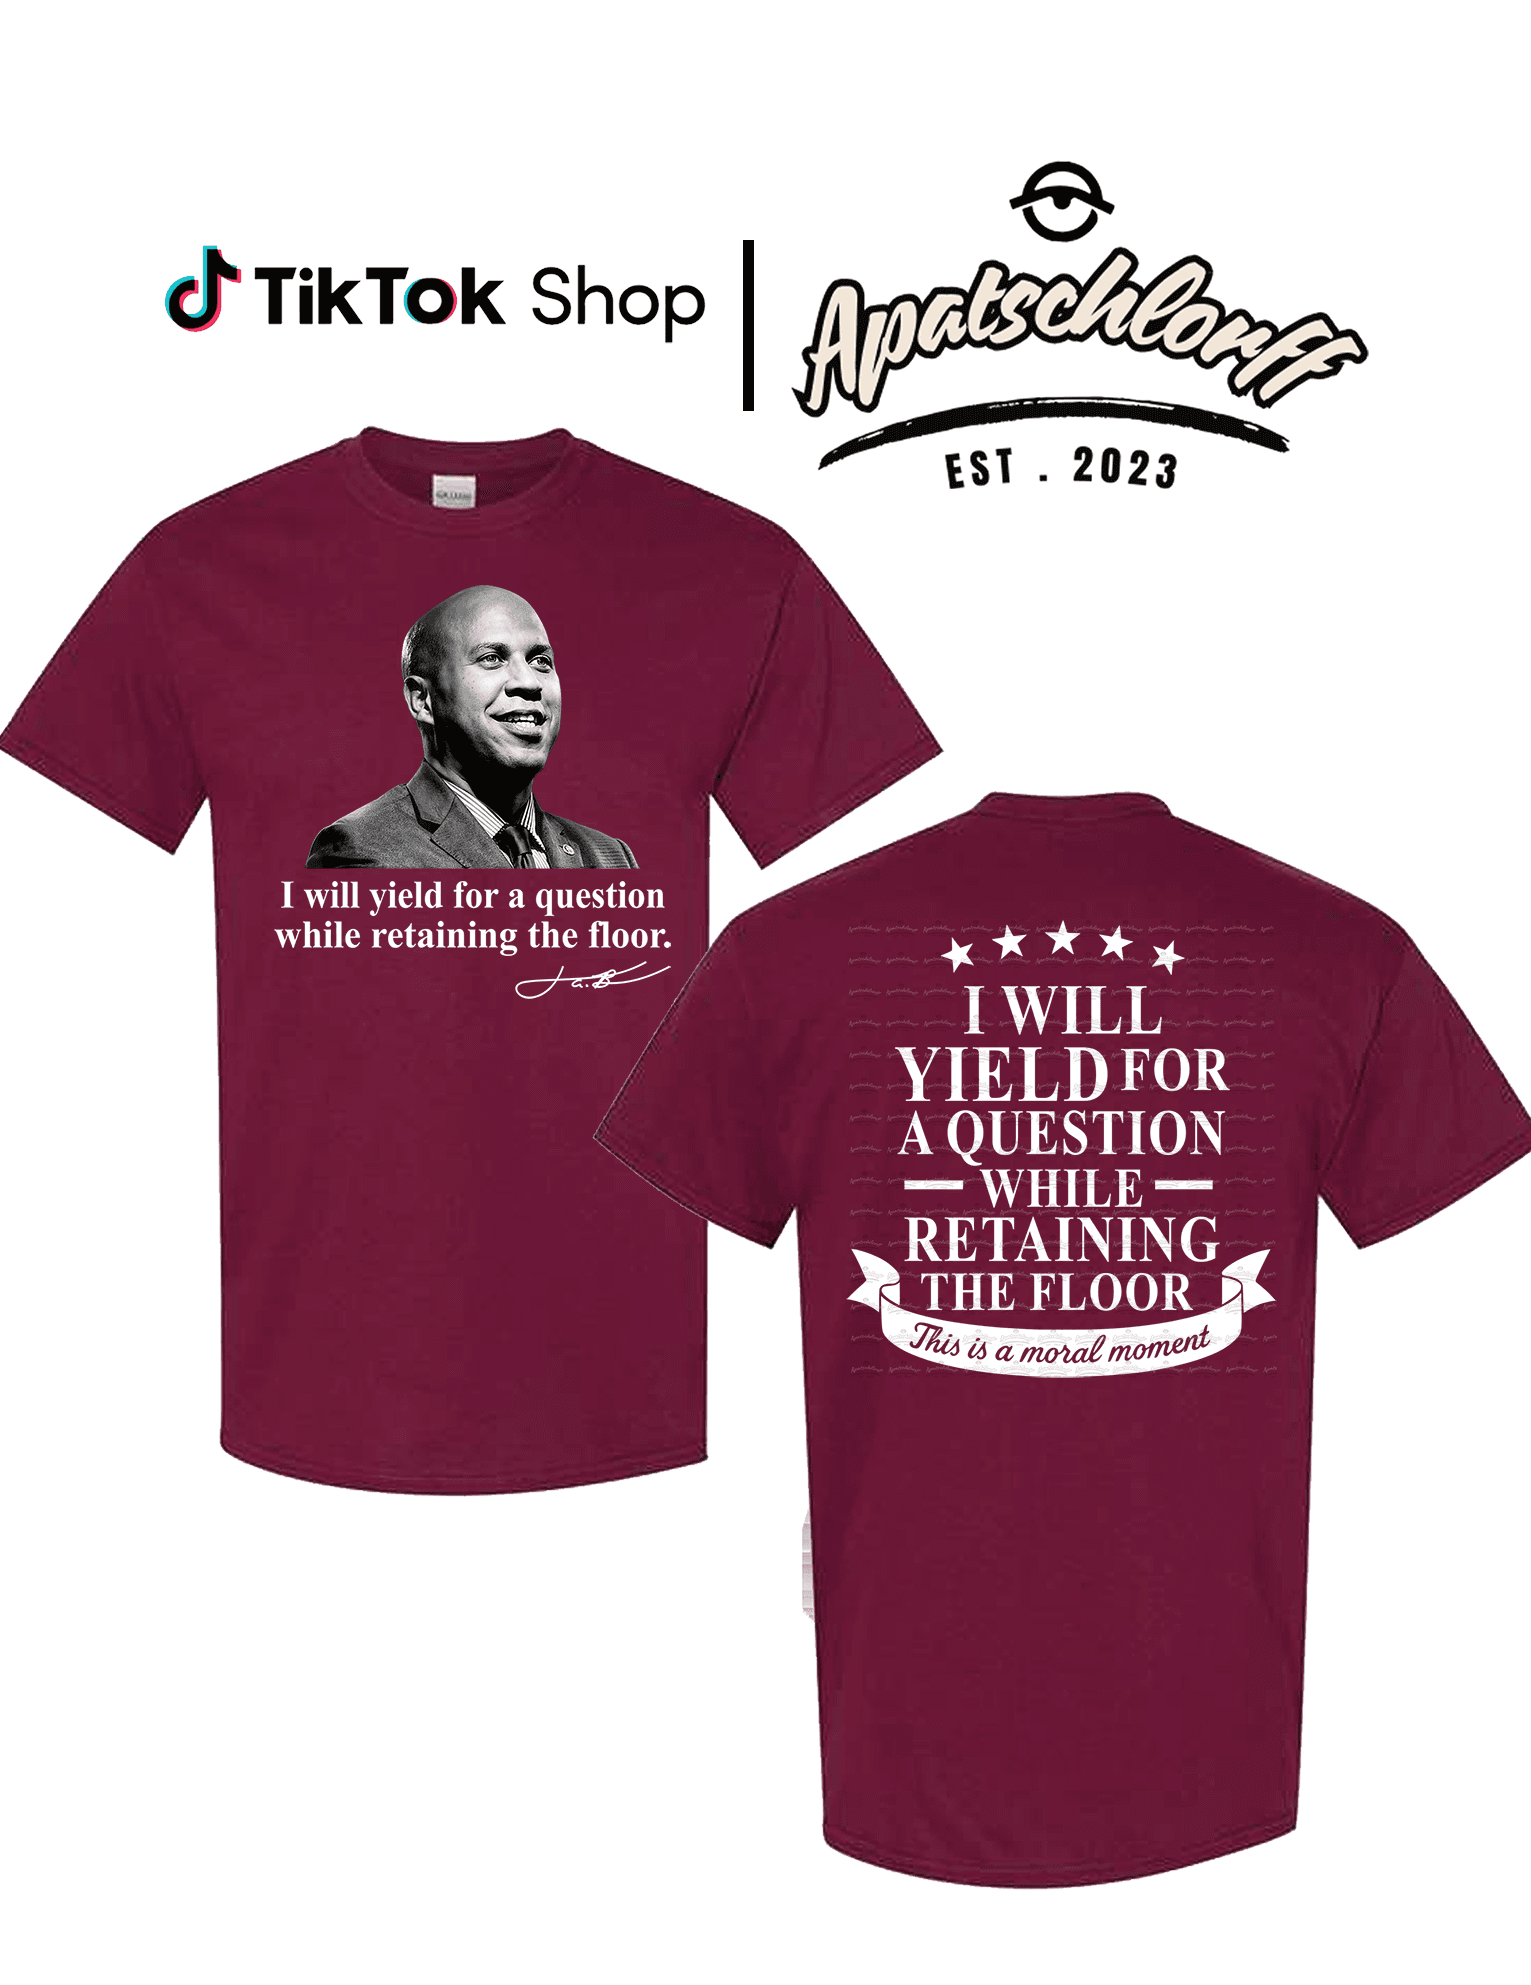 TikTok Shop
Apatschlorff
EST . 2023
I will yield for a question
while retaining the floor.
I WILL
YIELD FOR
A QUESTION
WHILE
RETAINING
THE FLOOR
This is a moral moment